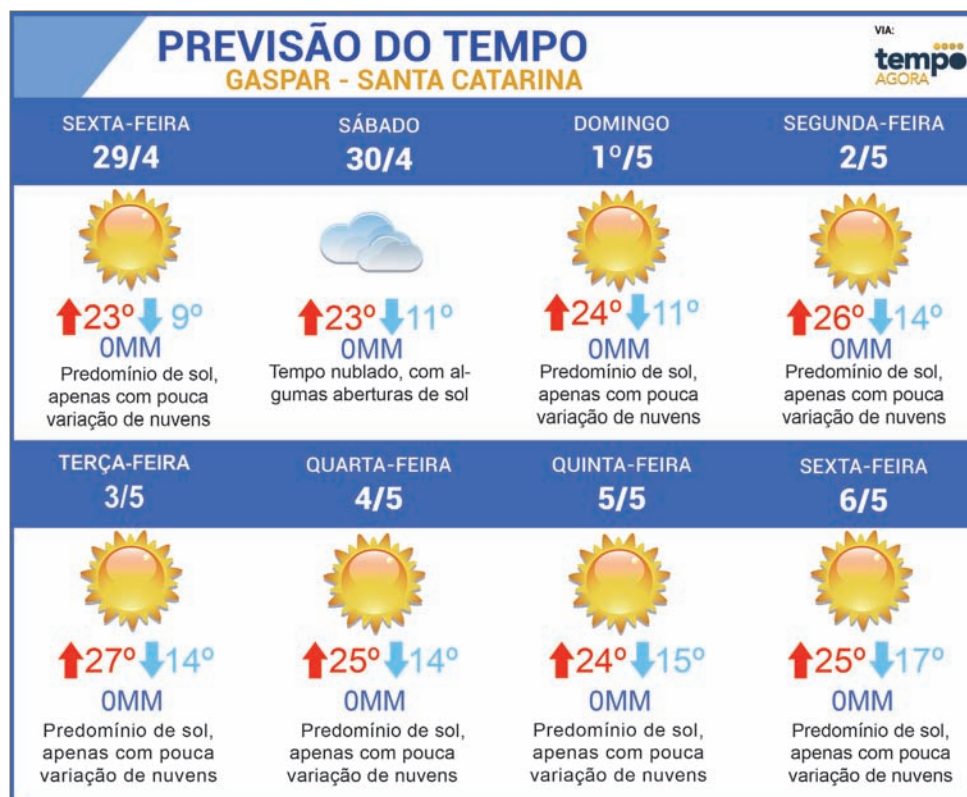 PREVISÃO DO TEMPO
GASPAR - SANTA CATARINA
VIA:
tempo
AGORA
SEXTA-FEIRA
29/4
SÁBADO
30/4
DOMINGO
1º/5
SEGUNDA-FEIRA
2/5
23º 9º
0MM
Predomínio de sol,
apenas com pouca
variação de nuvens
23º 11º
0MM
Tempo nublado, com al-
gumas aberturas de sol
24º 11º
0MM
Predomínio de sol,
apenas com pouca
variação de nuvens
26º 14º
0MM
Predomínio de sol,
apenas com pouca
variação de nuvens
TERÇA-FEIRA
3/5
QUARTA-FEIRA
4/5
QUINTA-FEIRA
5/5
SEXTA-FEIRA
6/5
27º 14º
0MM
Predomínio de sol,
apenas com pouca
variação de nuvens
25º 14º
0MM
Predomínio de sol,
apenas com pouca
variação de nuvens
24º 15º
0MM
Predomínio de sol,
apenas com pouca
variação de nuvens
25º 17º
0MM
Predomínio de sol,
apenas com pouca
variação de nuvens